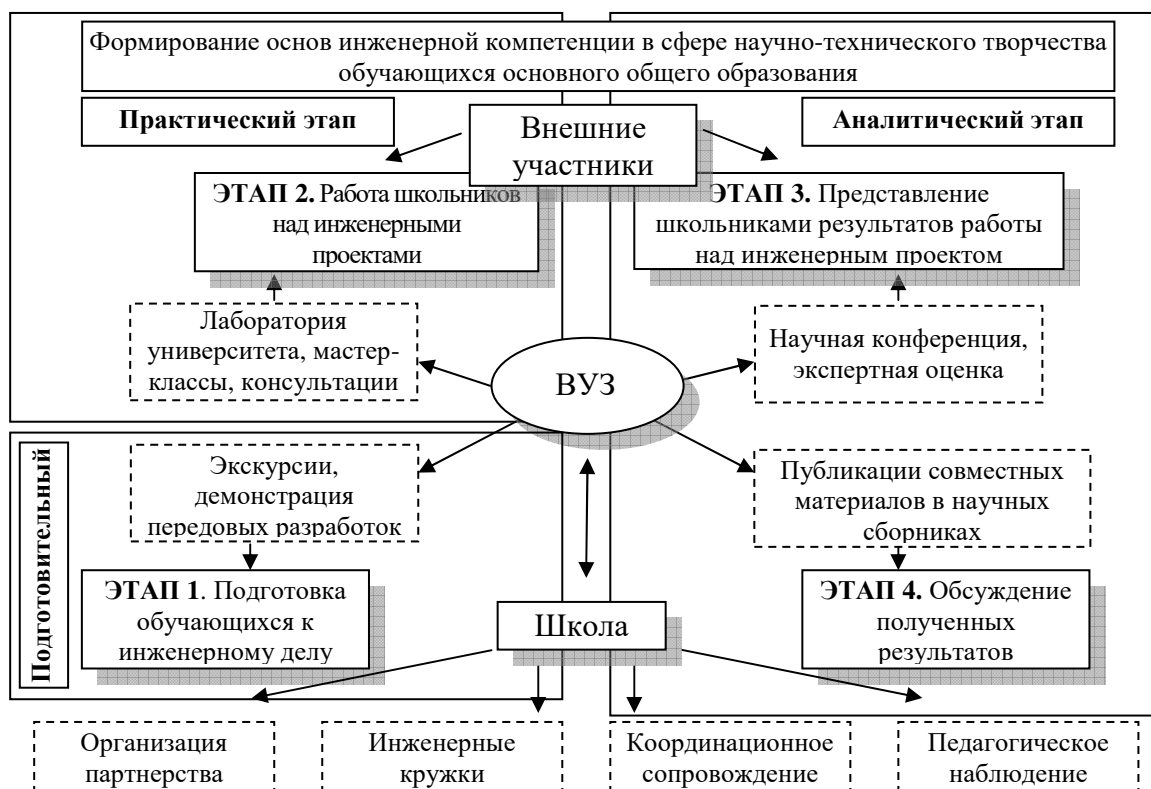 Формирование основ инженерной компетенции в сфере научно-технического творчества
обучающихся основного общего образования
Практический этап
Внешние
участники
Аналитический этап
ЭТАП 2. Работа школьников
над инженерными
проектами
ЭТАП 3. Представление
школьниками результатов работы
над инженерным проектом
Лаборатория
университета, мастер-
классы, консультации
ВУЗ
Научная конференция,
экспертная оценка
Подготовительный
Экскурсии,
демонстрация
передовых разработок
Публикации совместных
материалов в научных
сборниках
ЭТАП 1. Подготовка
обучающихся к
инженерному делу
Школа
ЭТАП 4. Обсуждение
полученных
результатов
Организация
партнерства
Инженерные
кружки
Координационное
сопровождение
Педагогическое
наблюдение